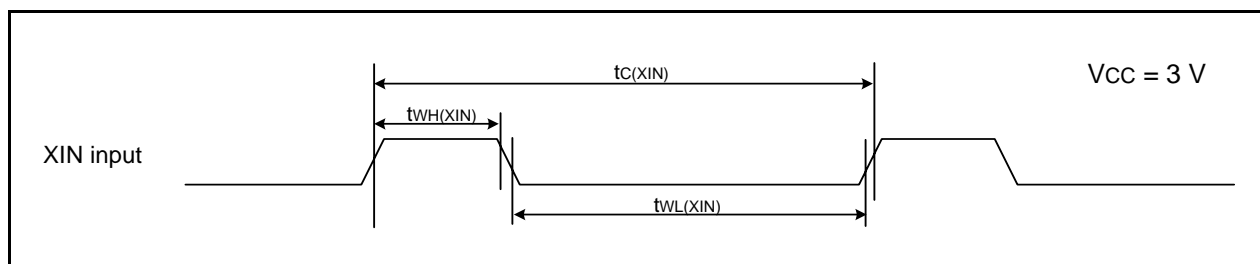 tC(XIN)
VCC = 3 V
tWH(XIN)
XIN input
tWL(XIN)